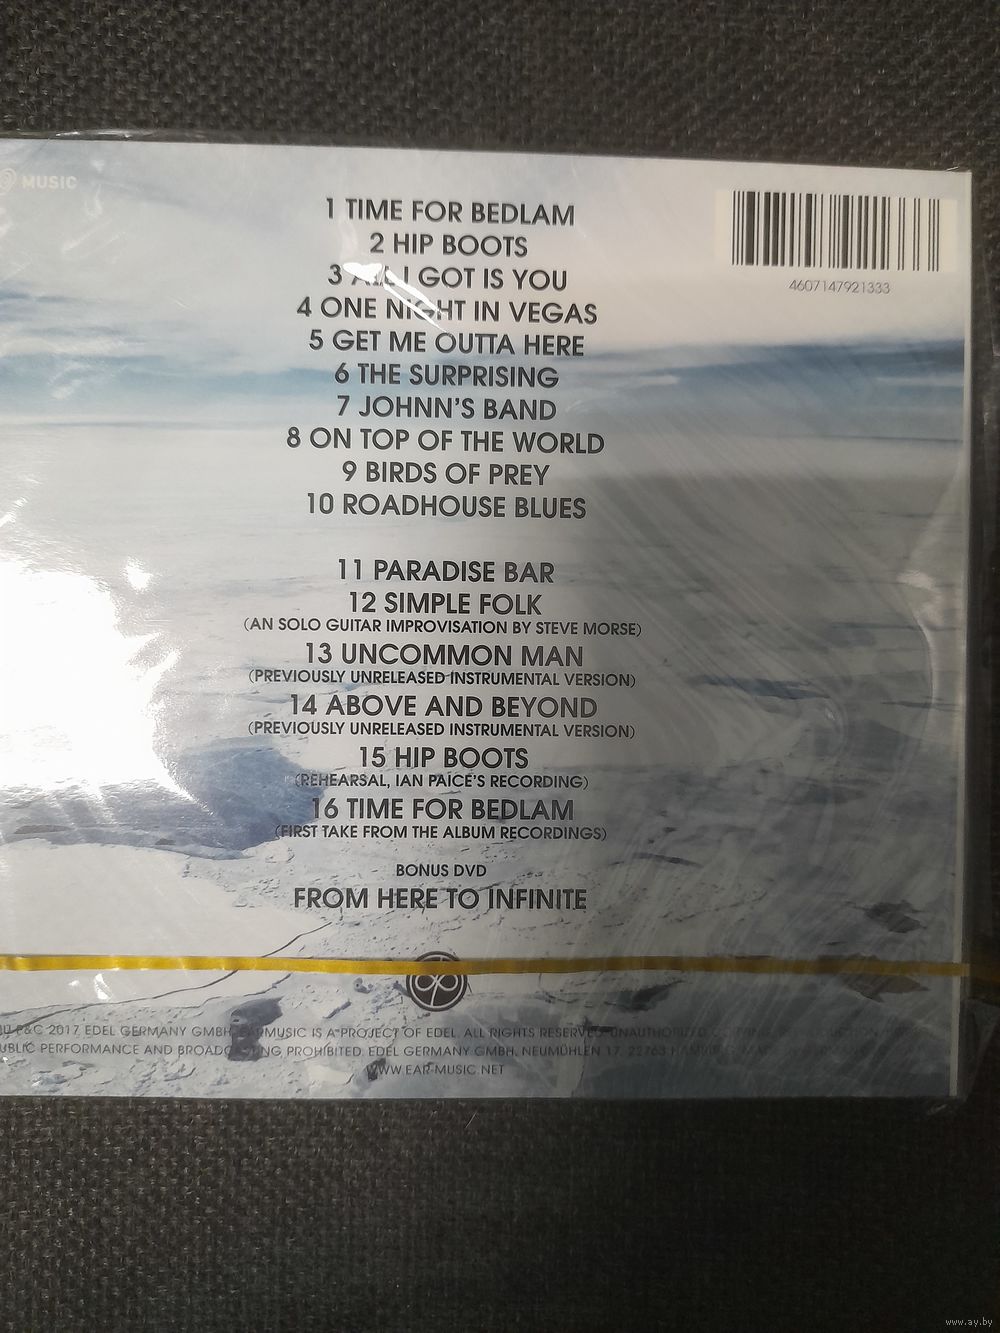 MUSIC
1 TIME FOR BEDLAM
2 HIP BOOTS
3 ALL I GOT IS YOU
4 ONE NIGHT IN VEGAS
5 GET ME OUTTA HERE
6 THE SURPRISING
7 JOHNN'S BAND
8 ON TOP OF THE WORLD
9 BIRDS OF PREY
10 ROADHOUSE BLUES
4607147921333
11 PARADISE BAR
12 SIMPLE FOLK
(AN SOLO GUITAR IMPROVISATION BY STEVE MORSE)
13 UNCOMMON MAN
(PREVIOUSLY UNRELEASED INSTRUMENTAL VERSION)
14 ABOVE AND BEYOND
(PREVIOUSLY UNRELEASED INSTRUMENTAL VERSION)
15 HIP BOOTS
(REHEARSAL, IAN PAICE'S RECORDING)
16 TIME FOR BEDLAM
(FIRST TAKE FROM THE ALBUM RECORDINGS)
BONUS DVD
FROM HERE TO INFINITE
P&C 2017 EDEL GERMANY GMBH. EARMUSIC IS A PROJECT OF EDEL. ALL RIGHTS RESERVED. UNAUTHORIZED
PUBLIC PERFORMANCE AND BROADCASTING PROHIBITED. EDEL GERMANY GMBH, NEUMÜHLEN 17, 22763
WWW.EAR-MUSIC.NET
www.ay.by